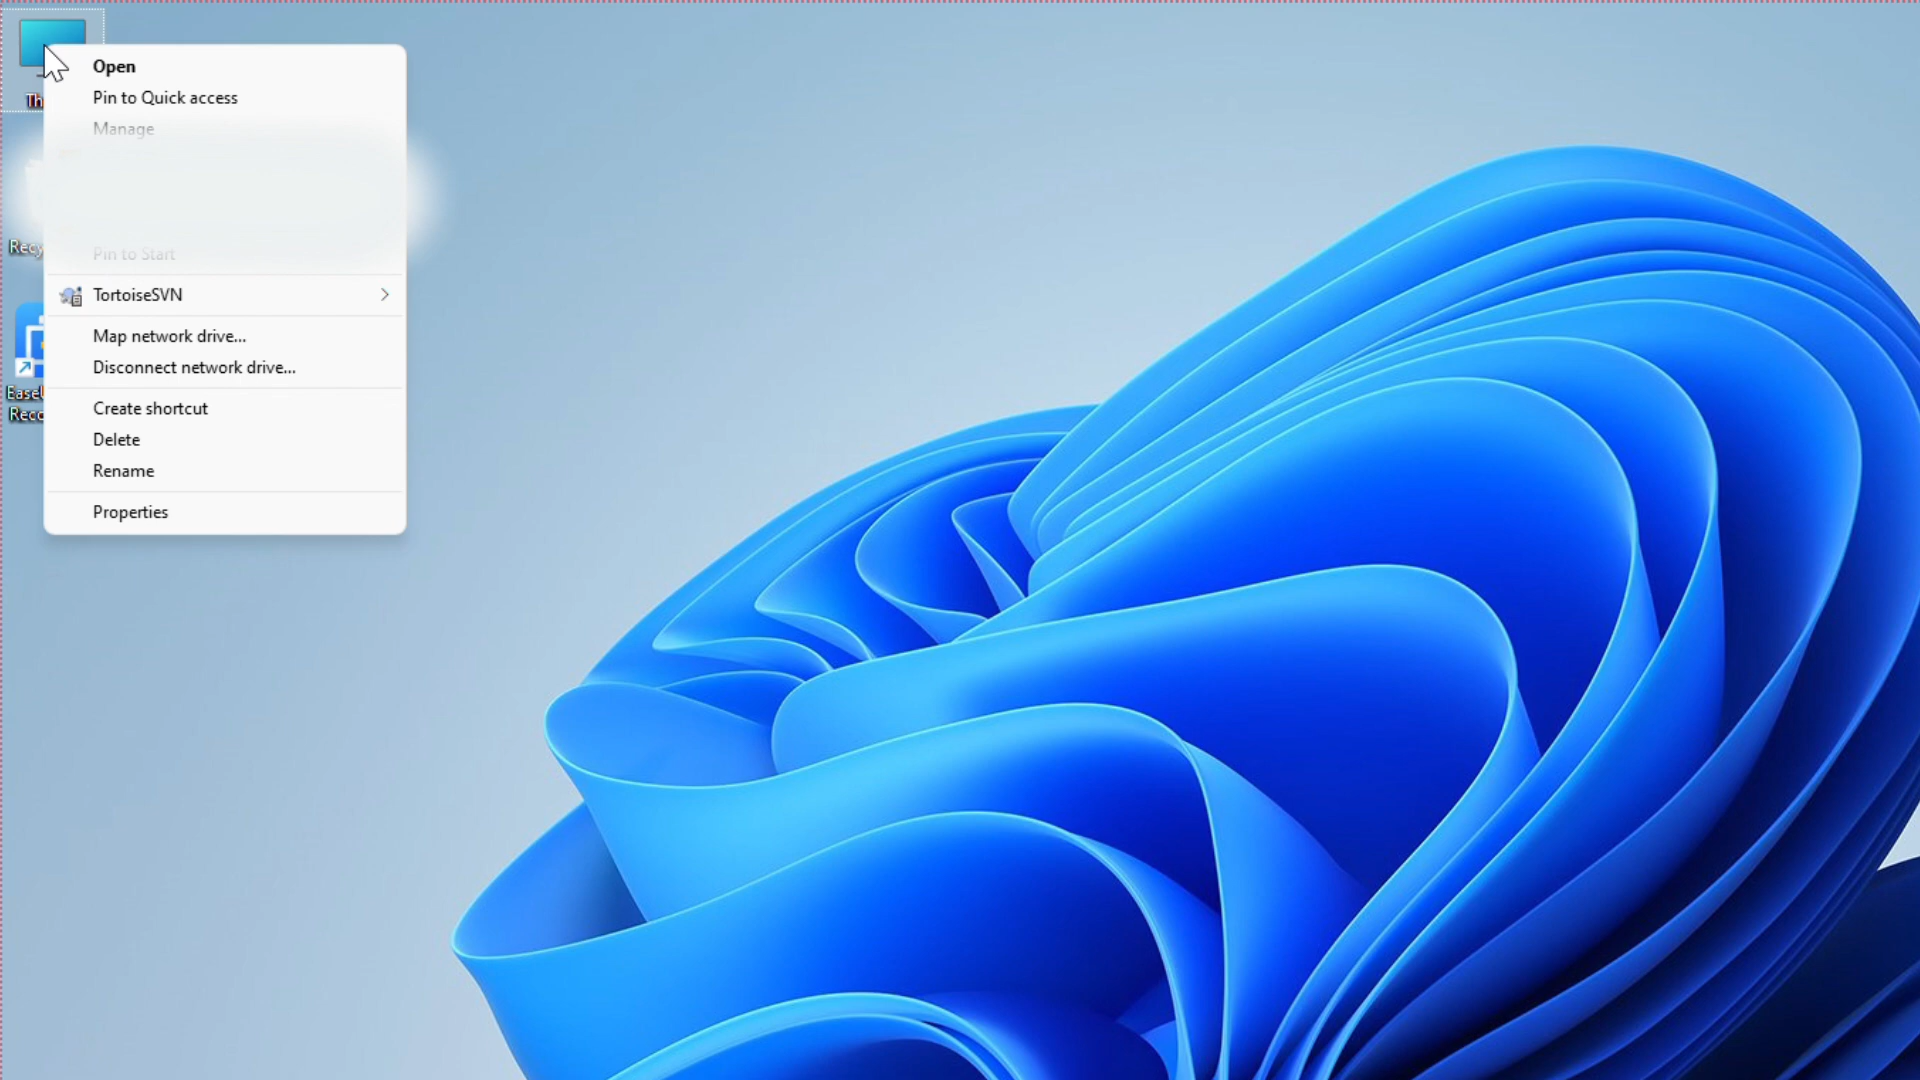 Open
Pin to Quick access
Manage
Pin to Start
TortoiseSVN
Map network drive...
Disconnect network drive...
Create shortcut
Delete
Rename
Properties
Th
Recy
Ease
Reco